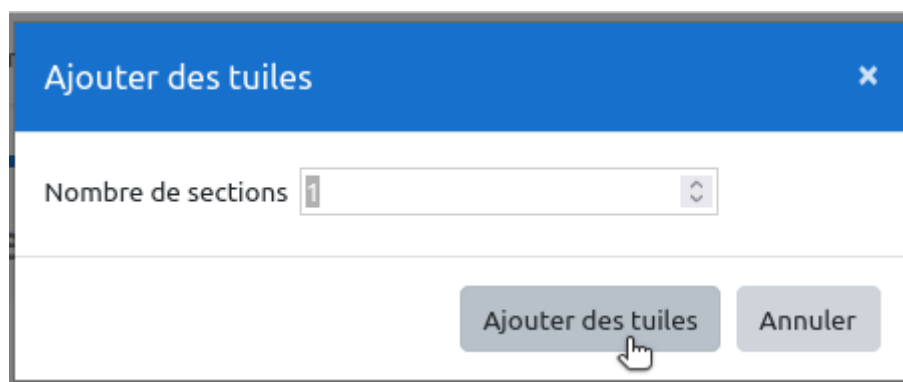 Ajouter des tuiles ×
Nombre de sections 1
Ajouter des tuiles Annuler